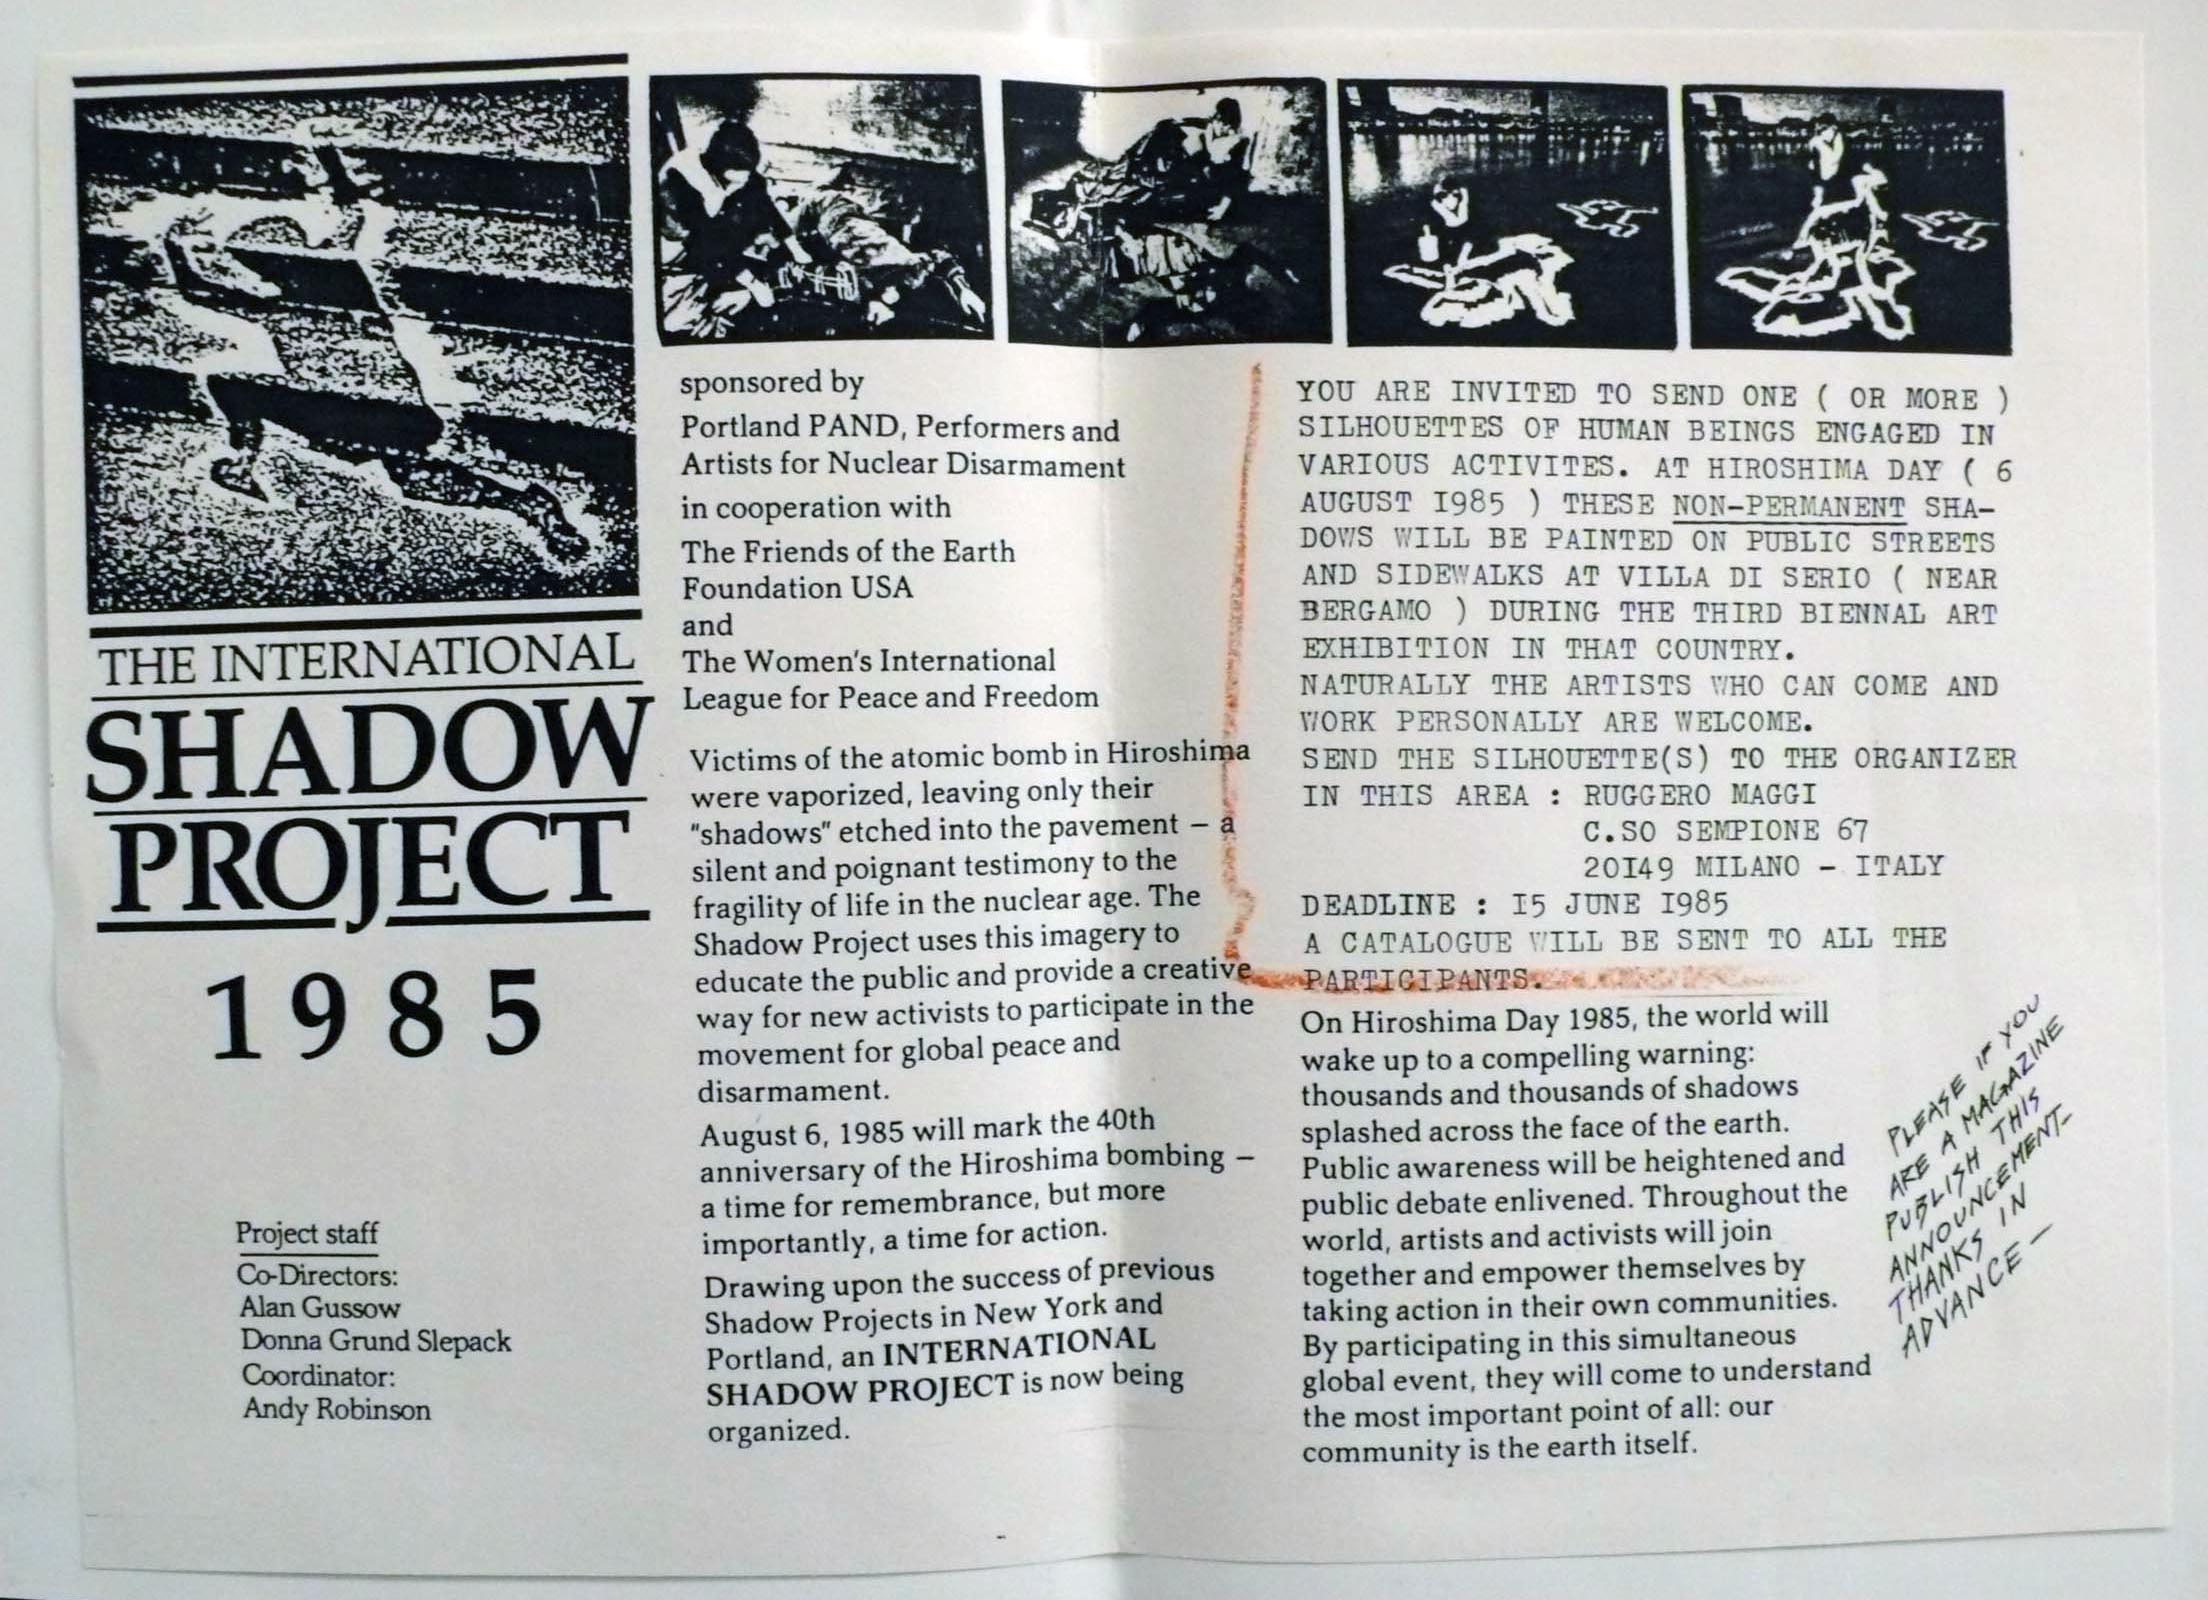 THE INTERNATIONAL
SHADOW
PROJECT
1985
Project staff
Co-Directors:
Alan Gussow
Donna Grund Slepack
Coordinator:
Andy Robinson
sponsored by
Portland PAND, Performers and
Artists for Nuclear Disarmament
in cooperation with
The Friends of the Earth
Foundation USA
and
The Women's International
League for Peace and Freedom
Victims of the atomic bomb in Hiroshima
were vaporized, leaving only their
"shadows" etched into the pavement – a
silent and poignant testimony to the
fragility of life in the nuclear age. The
Shadow Project uses this imagery to
educate the public and provide a creative
way for new activists to participate in the
movement for global peace and
disarmament.
August 6, 1985 will mark the 40th
anniversary of the Hiroshima bombing –
a time for remembrance, but more
importantly, a time for action.
Drawing upon the success of previous
Shadow Projects in New York and
Portland, an INTERNATIONAL
SHADOW PROJECT is now being
organized.
YOU ARE INVITED TO SEND ONE ( OR MORE )
SILHOUETTES OF HUMAN BEINGS ENGAGED IN
VARIOUS ACTIVITES. AT HIROSHIMA DAY ( 6
AUGUST I985 ) THESE NON-PERMANENT SHA-
DOWS WILL BE PAINTED ON PUBLIC STREETS
AND SIDEWALKS AT VILLA DI SERIO ( NEAR
BERGAMO ) DURING THE THIRD BIENNAL ART
EXHIBITION IN THAT COUNTRY.
NATURALLY THE ARTISTS WHO CAN COME AND
WORK PERSONALLY ARE WELCOME.
SEND THE SILHOUETTE(S) TO THE ORGANIZER
IN THIS AREA : RUGGERO MAGGI
C.SO SEMPIONE 67
20I49 MILANO - ITALY
DEADLINE : I5 JUNE I985
A CATALOGUE WILL BE SENT TO ALL THE
PARTICIPANTS.
On Hiroshima Day 1985, the world will
wake up to a compelling warning:
thousands and thousands of shadows
splashed across the face of the earth.
Public awareness will be heightened and
public debate enlivened. Throughout the
world, artists and activists will join
together and empower themselves by
taking action in their own communities.
By participating in this simultaneous
global event, they will come to understand
the most important point of all: our
community is the earth itself.
PLEASE IF YOU
ARE A MAGAZINE
PUBLISH THIS
ANNOUNCEMENT–
THANKS IN
ADVANCE –